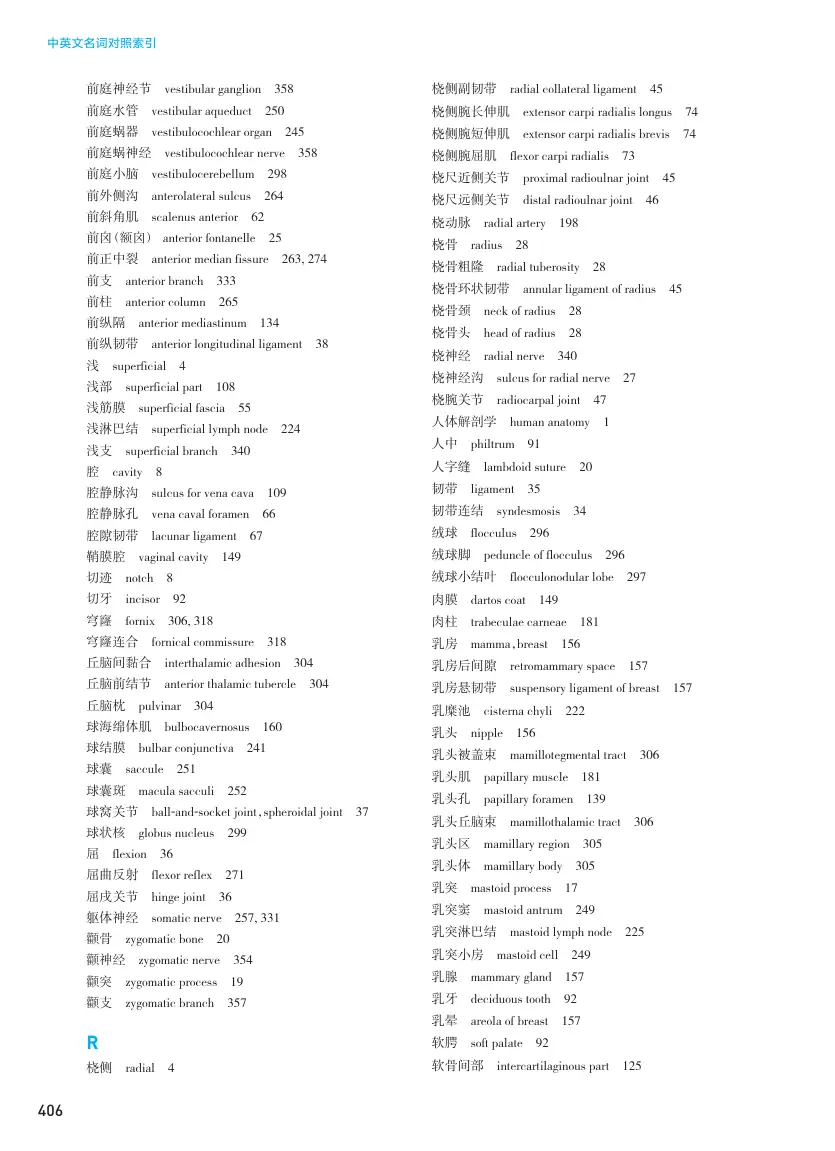 中英文名词对照索引
前庭神经节 vestibular ganglion 358
前庭水管 vestibular aqueduct 250
前庭蜗器 vestibulocochlear organ 245
前庭蜗神经 vestibulocochlear nerve 358
前庭小脑 vestibulocerebellum 298
前外侧沟 anterolateral sulcus 264
前斜角肌 scalenus anterior 62
前囟(额囟) anterior fontanelle 25
前正中裂 anterior median fissure 263, 274
前支 anterior branch 333
前柱 anterior column 265
前纵隔 anterior mediastinum 134
前纵韧带 anterior longitudinal ligament 38
浅 superficial 4
浅部 superficial part 108
浅筋膜 superficial fascia 55
浅淋巴结 superficial lymph node 224
浅支 superficial branch 340
腔 cavity 8
腔静脉沟 sulcus for vena cava 109
腔静脉孔 vena caval foramen 66
腔隙韧带 lacunar ligament 67
鞘膜腔 vaginal cavity 149
切迹 notch 8
切牙 incisor 92
穹窿 fornix 306, 318
穹窿连合 fornical commissure 318
丘脑间黏合 interthalamic adhesion 304
丘脑前结节 anterior thalamic tubercle 304
丘脑枕 pulvinar 304
球海绵体肌 bulbocavernosus 160
球结膜 bulbar conjunctiva 241
球囊 saccule 251
球囊斑 macula sacculi 252
球窝关节 ball-and-socket joint, spheroidal joint 37
球状核 globus nucleus 299
屈 flexion 36
屈曲反射 flexor reflex 271
屈戌关节 hinge joint 36
躯体神经 somatic nerve 257, 331
颧骨 zygomatic bone 20
颧神经 zygomatic nerve 354
颧突 zygomatic process 19
颧支 zygomatic branch 357
R
桡侧 radial 4
桡侧副韧带 radial collateral ligament 45
桡侧腕长伸肌 extensor carpi radialis longus 74
桡侧腕短伸肌 extensor carpi radialis brevis 74
桡侧腕屈肌 flexor carpi radialis 73
桡尺近侧关节 proximal radioulnar joint 45
桡尺远侧关节 distal radioulnar joint 46
桡动脉 radial artery 198
桡骨 radius 28
桡骨粗隆 radial tuberosity 28
桡骨环状韧带 annular ligament of radius 45
桡骨颈 neck of radius 28
桡骨头 head of radius 28
桡神经 radial nerve 340
桡神经沟 sulcus for radial nerve 27
桡腕关节 radiocarpal joint 47
人体解剖学 human anatomy 1
人中 philtrum 91
人字缝 lambdoid suture 20
韧带 ligament 35
韧带连结 syndesmosis 34
绒球 flocculus 296
绒球脚 peduncle of flocculus 296
绒球小结叶 flocculonodular lobe 297
肉膜 dartos coat 149
肉柱 trabeculae carneae 181
乳房 mamma, breast 156
乳房后间隙 retromammary space 157
乳房悬韧带 suspensory ligament of breast 157
乳糜池 cisterna chyli 222
乳头 nipple 156
乳头被盖束 mamillotegmental tract 306
乳头肌 papillary muscle 181
乳头孔 papillary foramen 139
乳头丘脑束 mamillothalamic tract 306
乳头区 mamillary region 305
乳头体 mamillary body 305
乳突 mastoid process 17
乳突窦 mastoid antrum 249
乳突淋巴结 mastoid lymph node 225
乳突小房 mastoid cell 249
乳腺 mammary gland 157
乳牙 deciduous tooth 92
乳晕 areola of breast 157
软腭 soft palate 92
软骨间部 intercartilaginous part 125
406